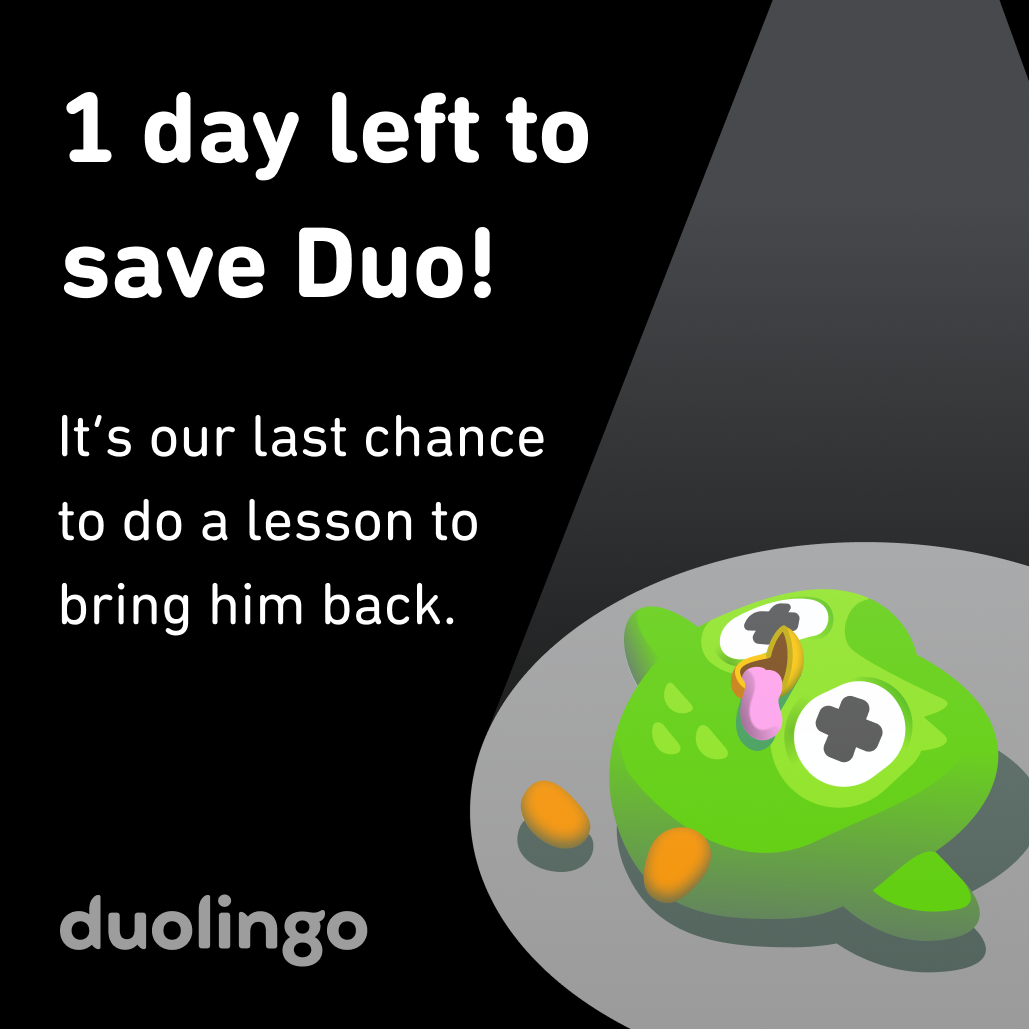 1 day left to
save Duo!
It’s our last chance
to do a lesson to
bring him back.
duolingo